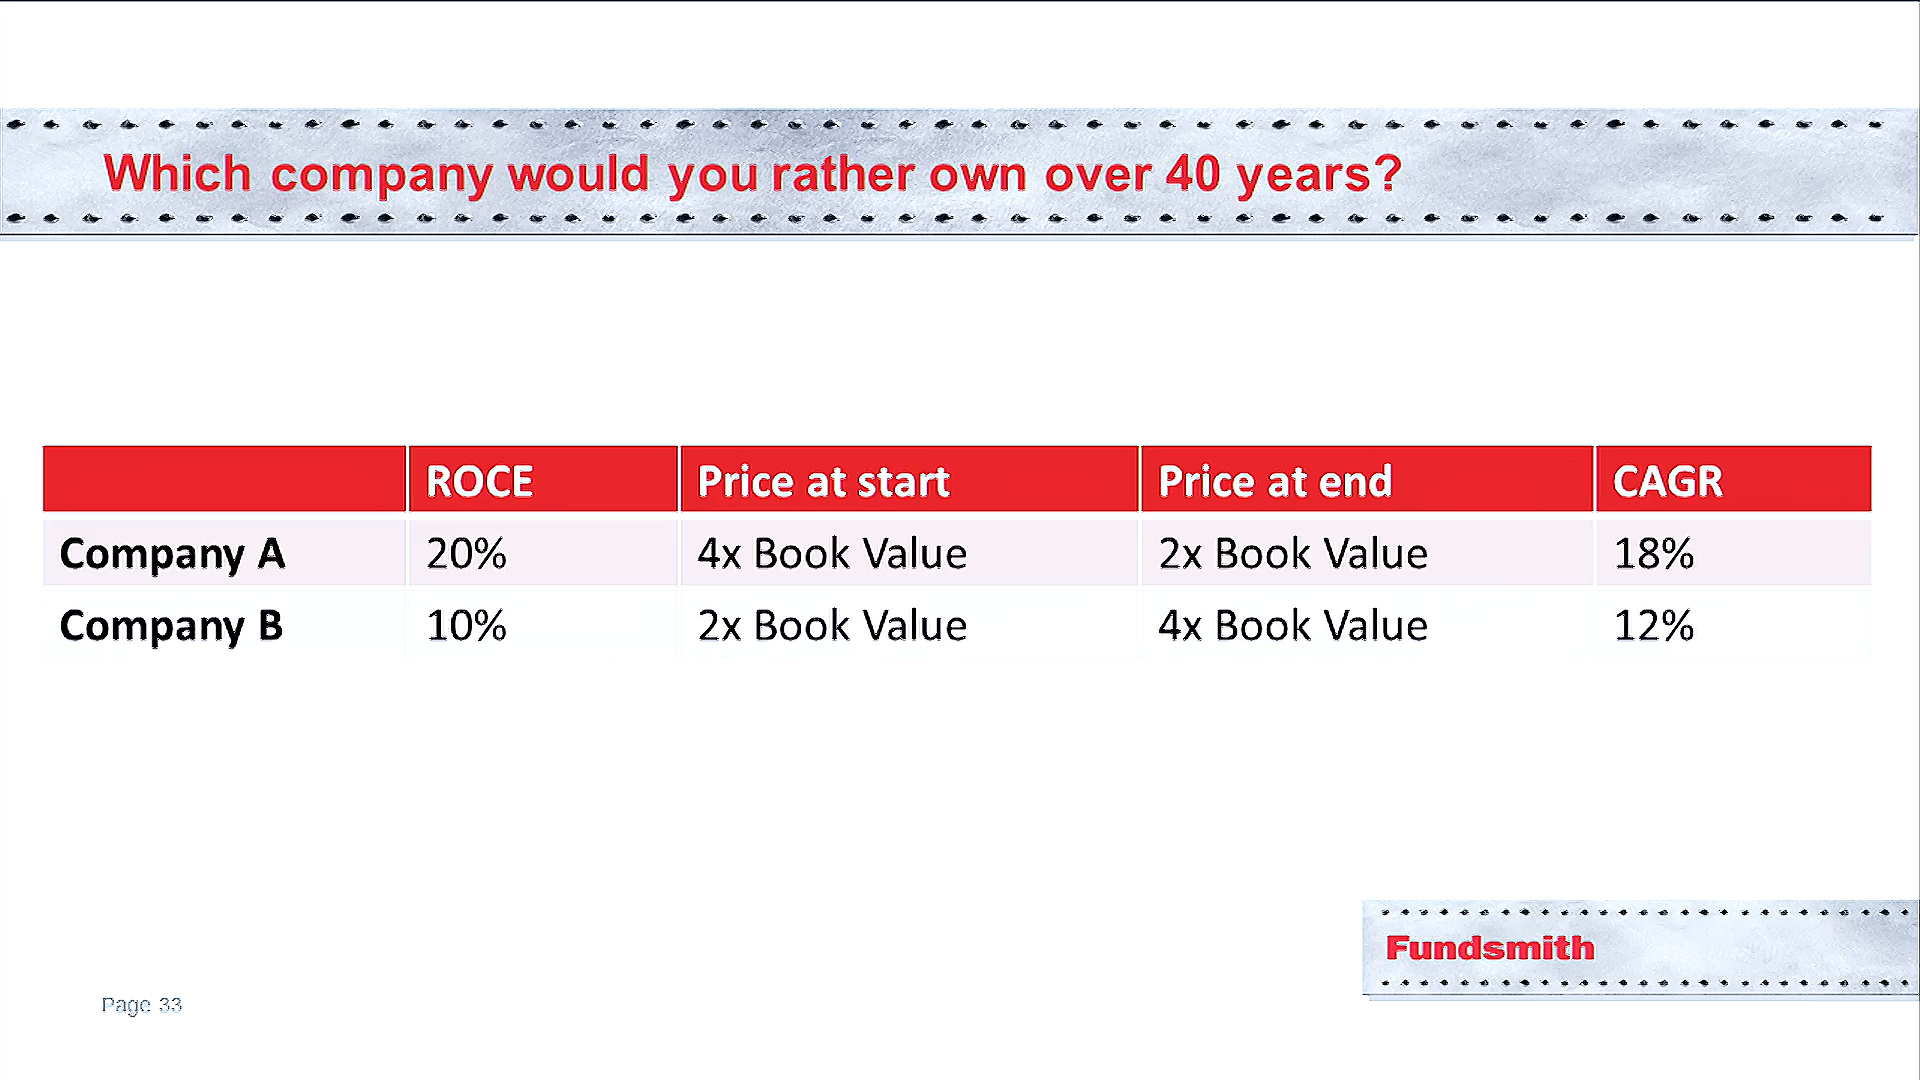 Which company would you rather own over 40 years?
ROCE Price at start Price at end CAGR
Company A 20% 4x Book Value 2x Book Value 18%
Company B 10% 2x Book Value 4x Book Value 12%
Fundsmith
Page 33